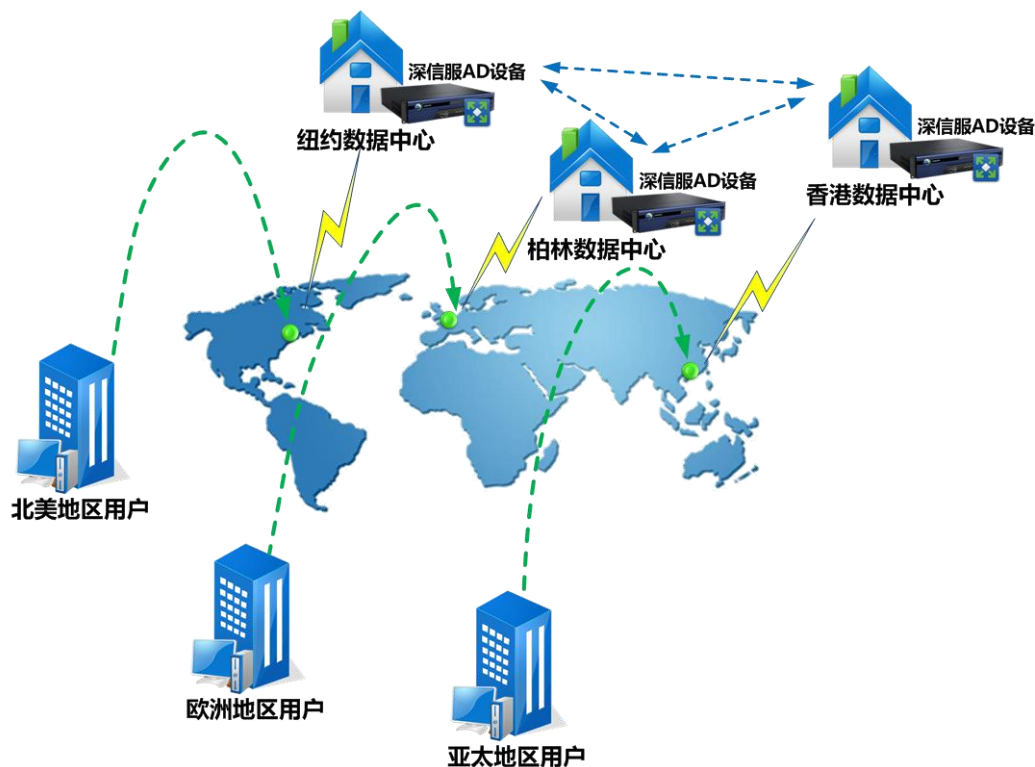 深信服AD设备
纽约数据中心
深信服AD设备
柏林数据中心
深信服AD设备
香港数据中心
北美地区用户
欧洲地区用户
亚太地区用户